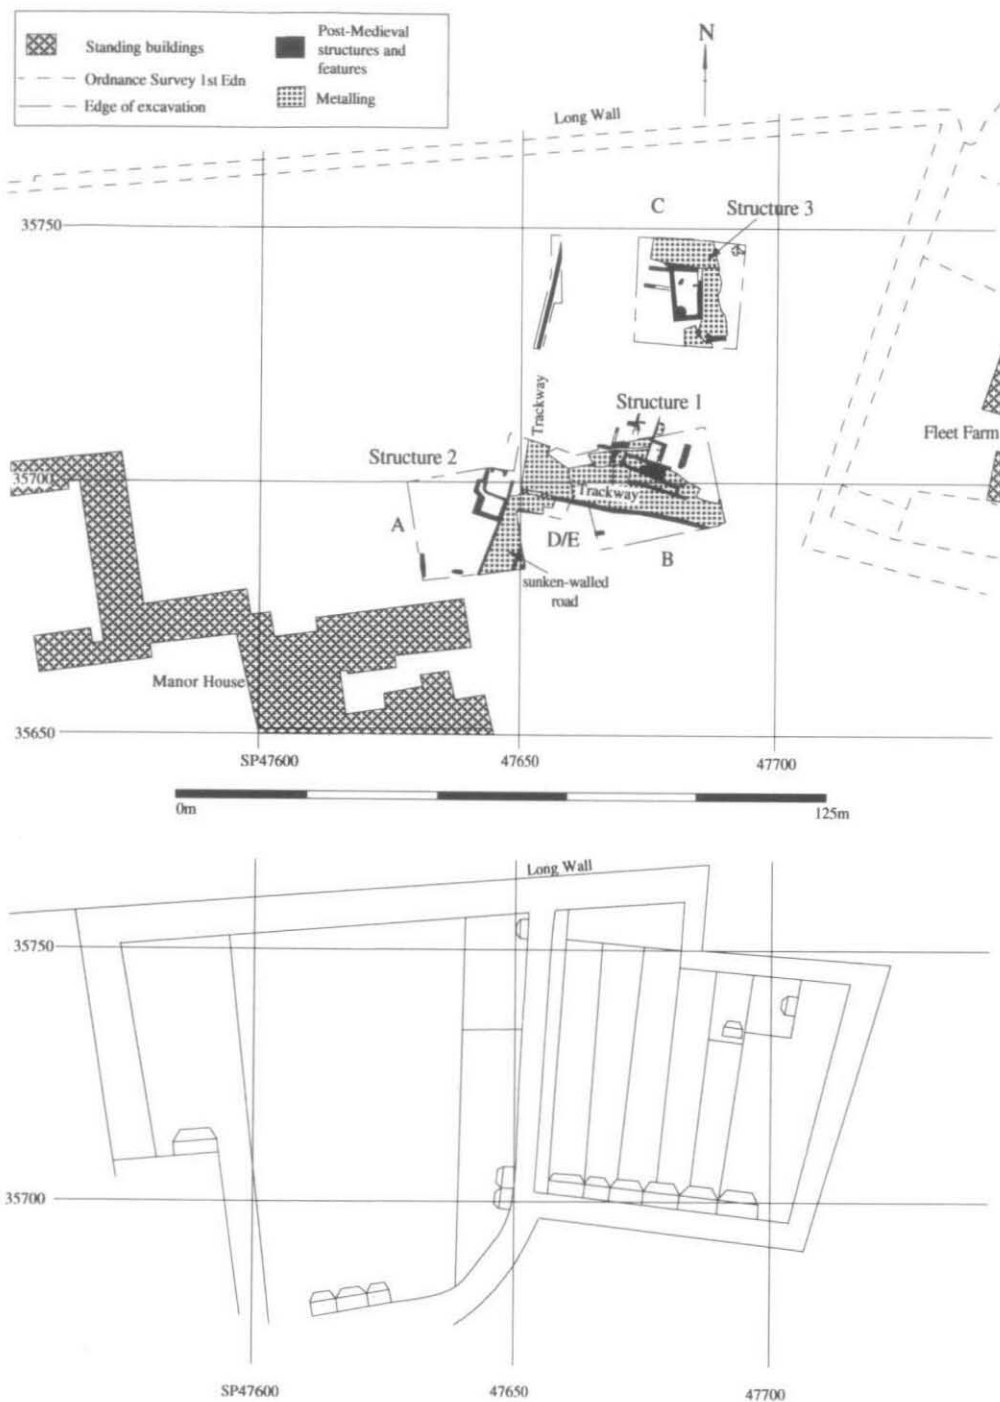 Standing buildings
Ordnance Survey 1st Edn
Edge of excavation
Post-Medieval
structures and
features
Metalling
N
Long Wall
35750
C
Structure 3
Trackway
Structure 1
Fleet Farm
Structure 2
35700
Trackway
A
D/E
B
sunken-walled
road
Manor House
35650
SP47600
47650
47700
0m
125m
Long Wall
35750
35700
SP47600
47650
47700